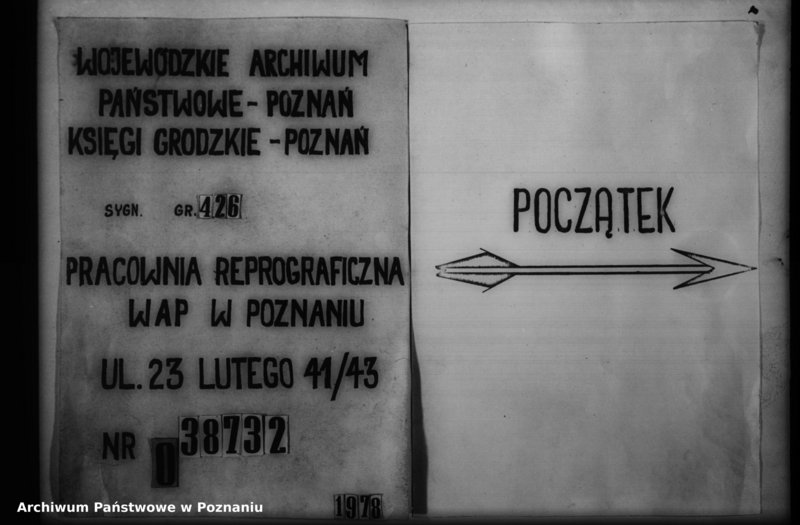 WOJEWÓDZKIE ARCHIWUM
PAŃSTWOWE - POZNAŃ
KSIĘGI GRODZKIE - POZNAŃ
SYGN. GR. 426
PRACOWNIA REPROGRAFICZNA
WAP W POZNANIU
UL. 23 LUTEGO 41/43
NR 0 38732
1978
POCZĄTEK
Archiwum Państwowe w Poznaniu